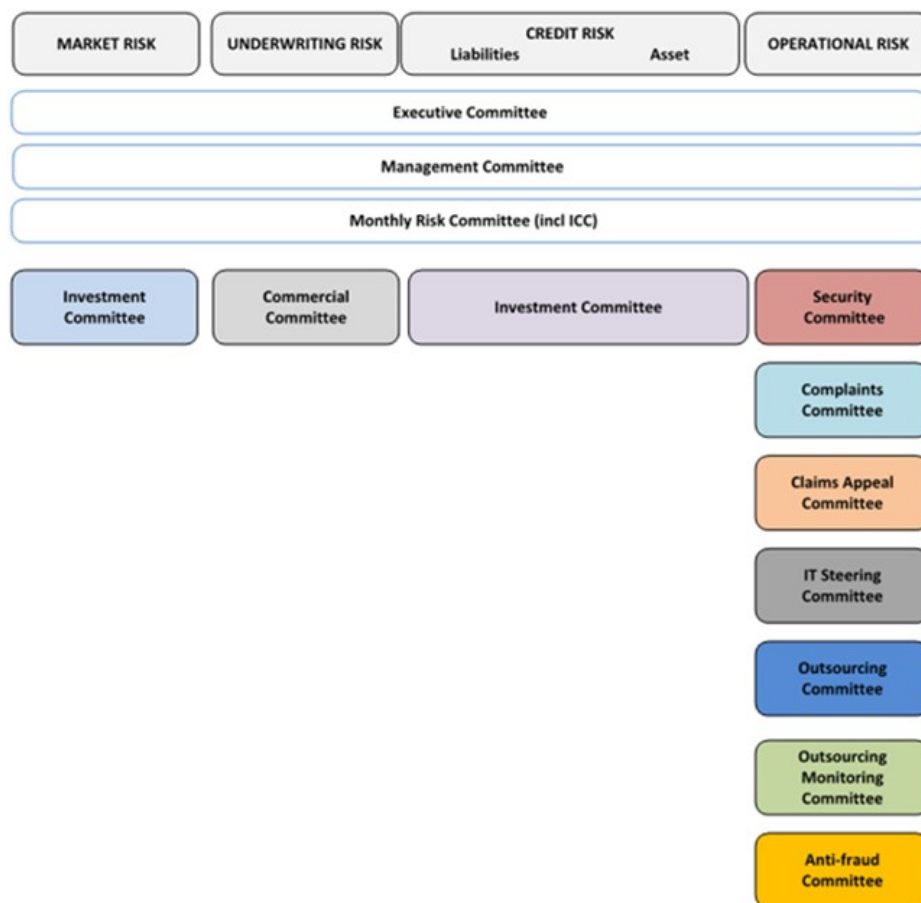 MARKET RISK
UNDERWRITING RISK
CREDIT RISK
Liabilities Asset
OPERATIONAL RISK
Executive Committee
Management Committee
Monthly Risk Committee (incl ICC)
Investment
Committee
Commercial
Committee
Investment Committee
Security
Committee
Complaints
Committee
Claims Appeal
Committee
IT Steering
Committee
Outsourcing
Committee
Outsourcing
Monitoring
Committee
Anti-fraud
Committee